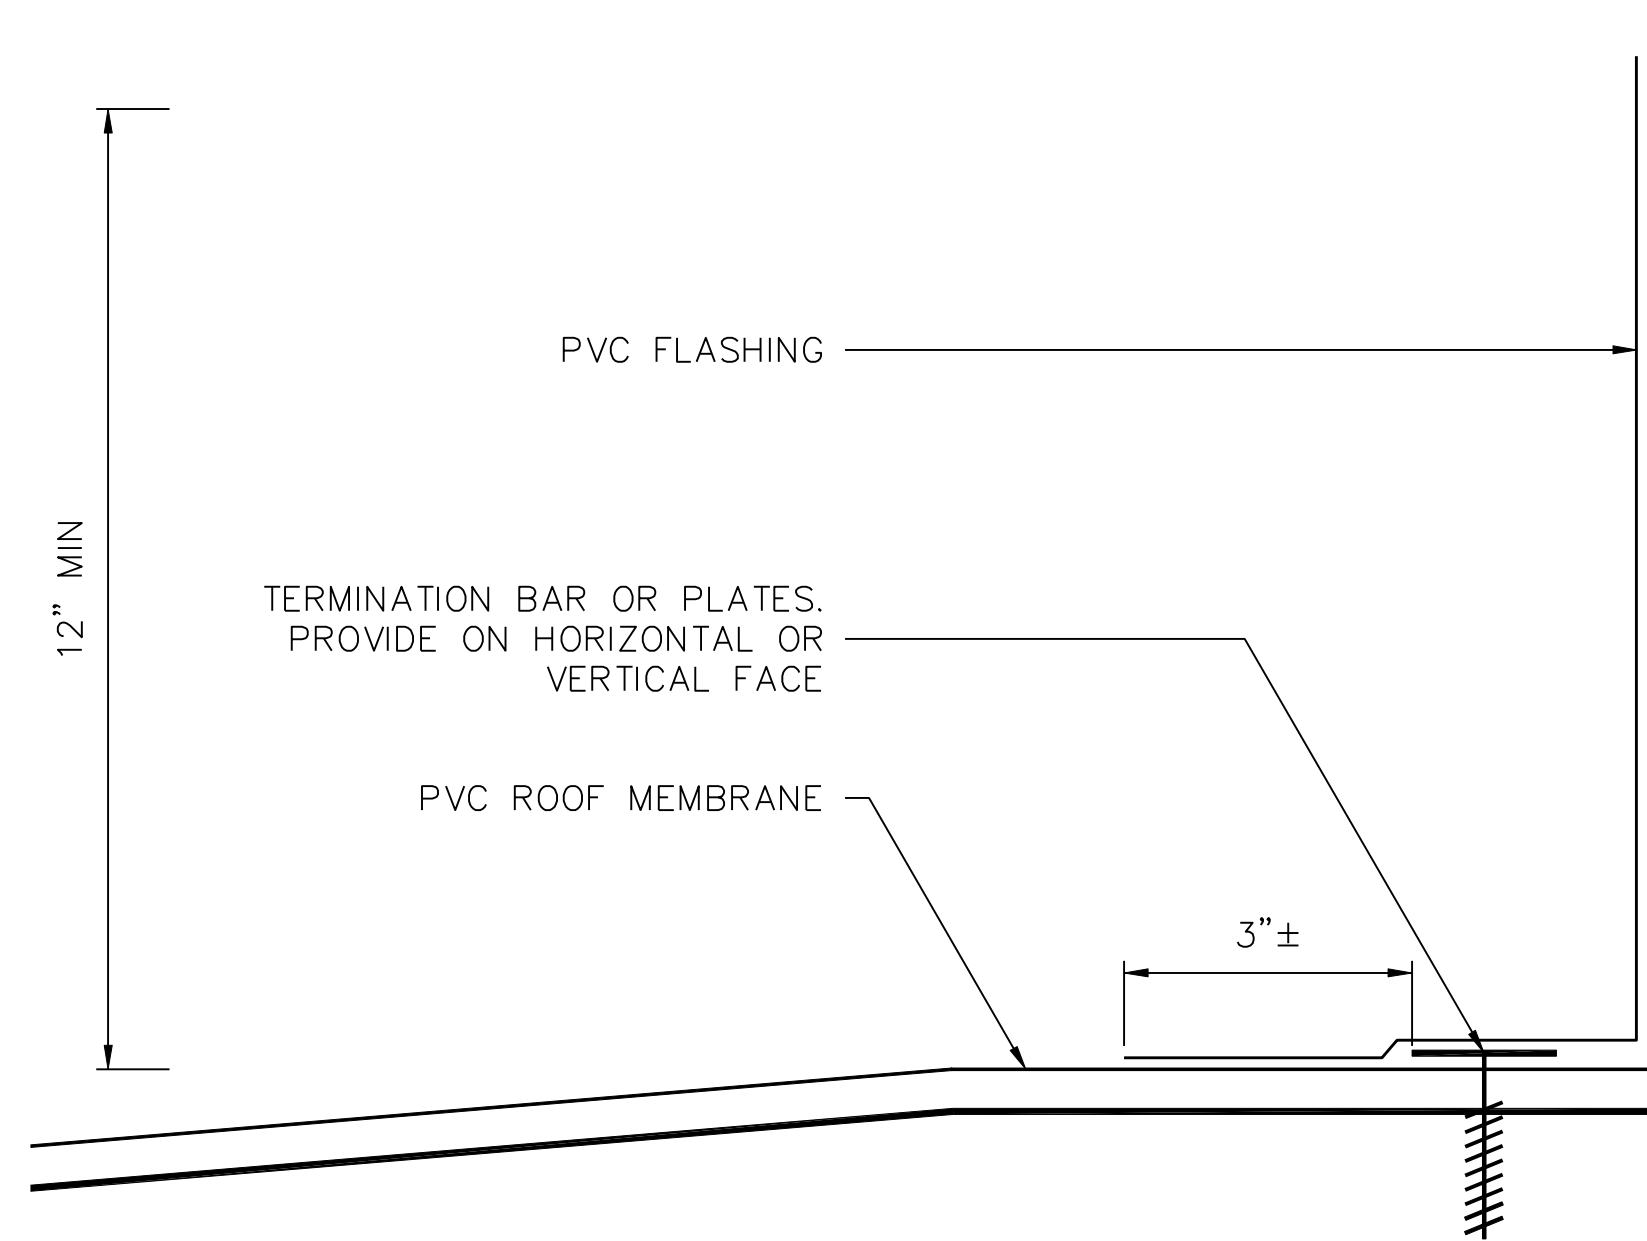 PVC FLASHING
12” MIN
TERMINATION BAR OR PLATES.
PROVIDE ON HORIZONTAL OR
VERTICAL FACE
PVC ROOF MEMBRANE
3”±